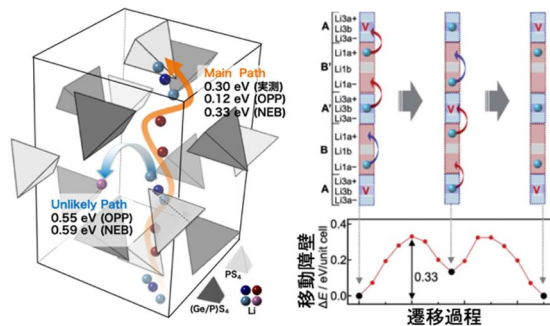 Main Path
0.30 eV (実測)
0.12 eV (OPP)
0.33 eV (NEB)
Unlikely Path
0.55 eV (OPP)
0.59 eV (NEB)
PS4
(Ge/P)S4
Li
A
Li3a+
Li3b
Li3a-
V
B'
Li1a+
Li1b
Li1a-
A'
Li3a+
Li3b
Li3a-
V
B
Li1a+
Li1b
Li1a-
A
Li3a+
Li3b
Li3a-
V
V
移動障壁
ΔE / eV/unit cell
0.4
0.2
0.0
0.33
遷移過程